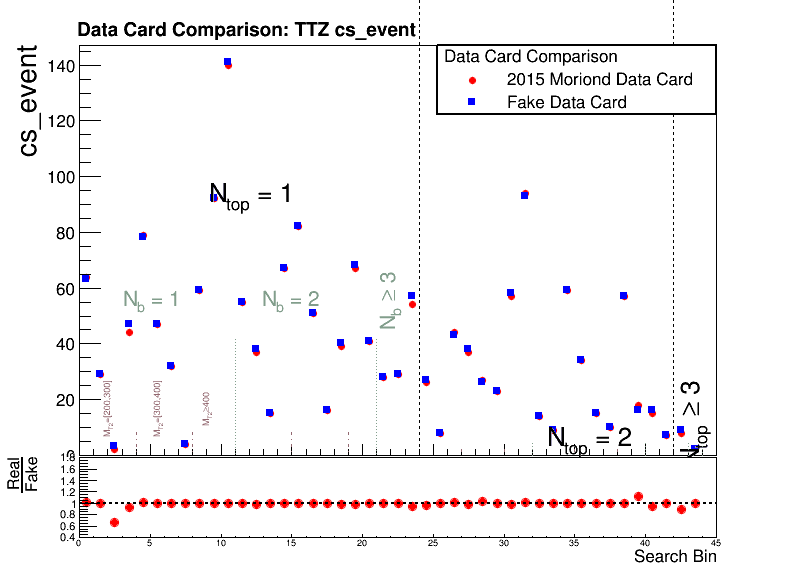 Data Card Comparison: TTZ cs_event
cs_event
Data Card Comparison
2015 Moriond Data Card
Fake Data Card
140
120
100
80
60
40
20
0
N_top = 1
N_b = 1
N_b = 2
N_b ≥ 3
M_T2=[200,300]
M_T2=[300,400]
M_T2≥400
N_top = 2
N_top ≥ 3
Real
Fake
1.8
1.6
1.4
1.2
1
0.8
0.6
0.4
0 5 10 15 20 25 30 35 40 45
Search Bin